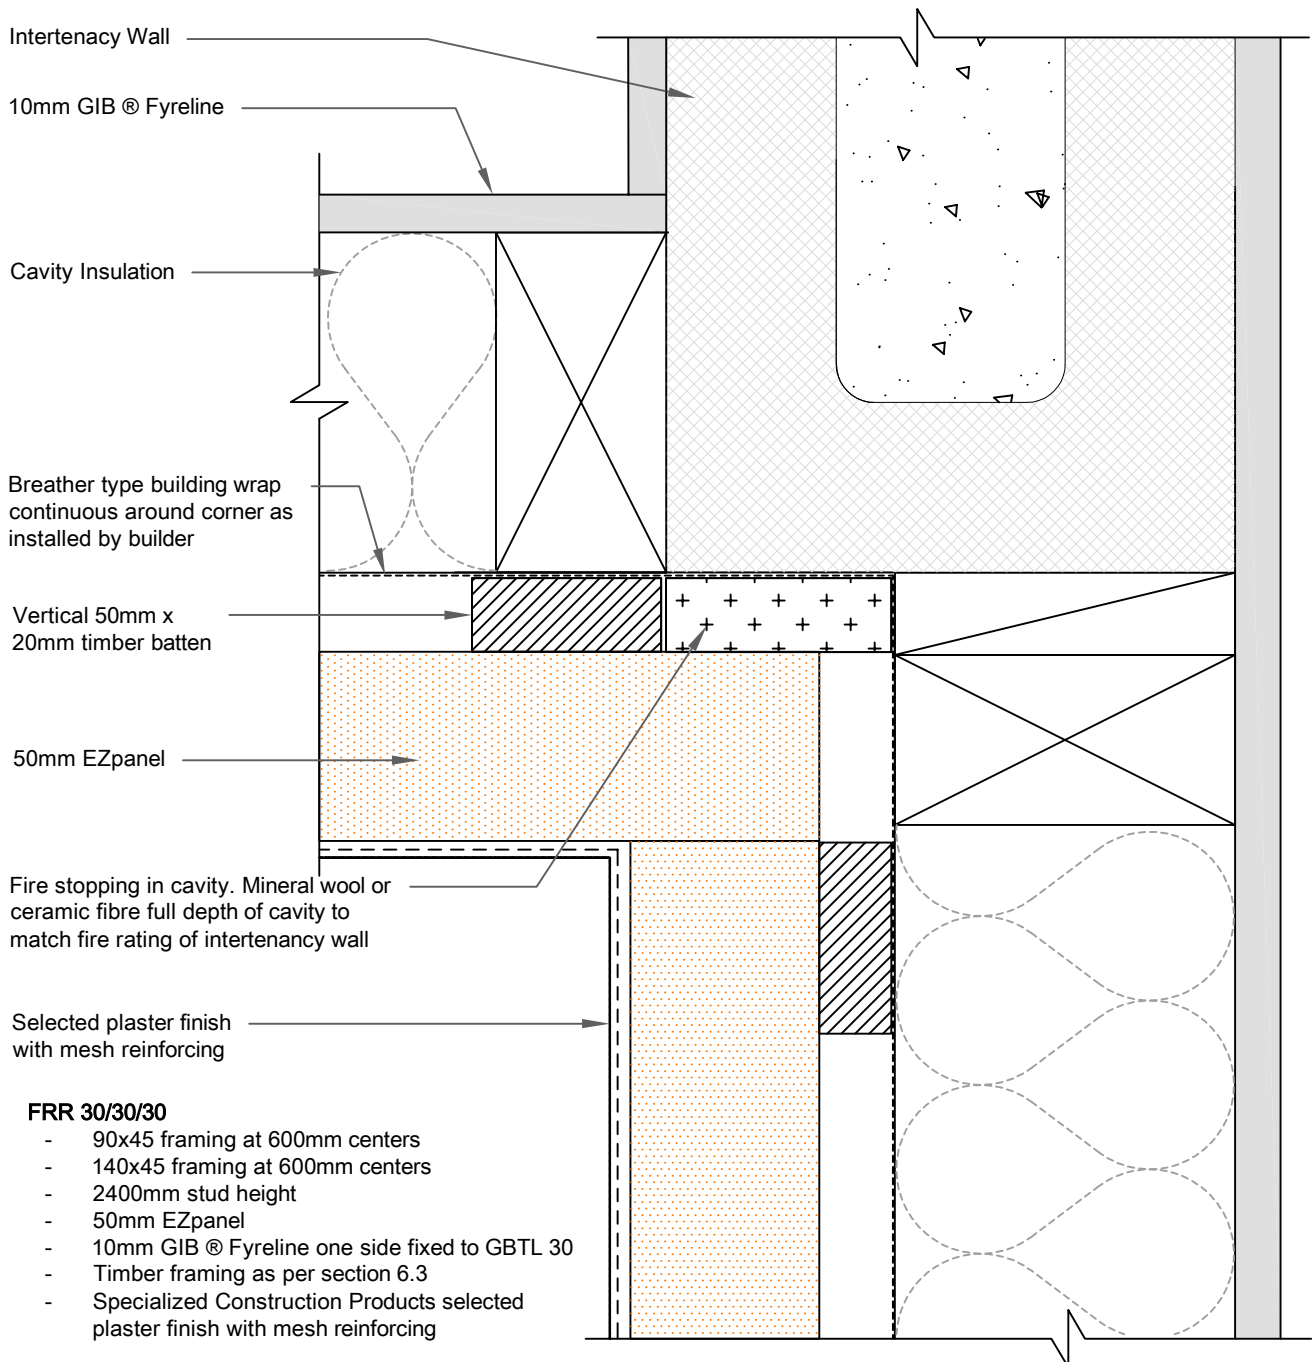 Intertenacy Wall
10mm GIB ® Fyreline
Cavity Insulation
Breather type building wrap
continuous around corner as
installed by builder
Vertical 50mm x
20mm timber batten
50mm EZpanel
Fire stopping in cavity. Mineral wool or
ceramic fibre full depth of cavity to
match fire rating of intertenancy wall
Selected plaster finish
with mesh reinforcing
FRR 30/30/30
- 90x45 framing at 600mm centers
- 140x45 framing at 600mm centers
- 2400mm stud height
- 50mm EZpanel
- 10mm GIB ® Fyreline one side fixed to GBTL 30
- Timber framing as per section 6.3
- Specialized Construction Products selected
plaster finish with mesh reinforcing